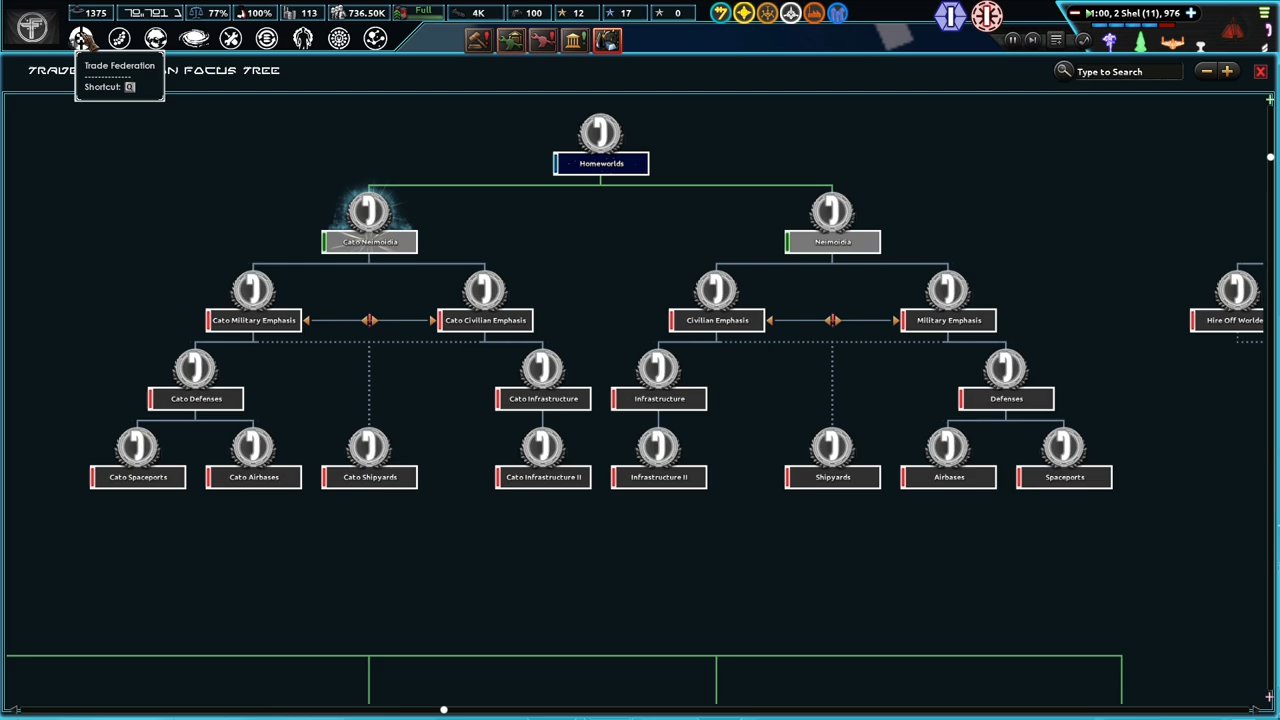 1375
77%
100%
113
736.50K
Full
4K
100
12
17
0
1:00, 2 Shel (11), 976
Trade Federation
------------
Shortcut: Q
FOCUS TREE
Type to Search
Homeworlds
Cato Neimoidia
Neimoidia
Cato Military Emphasis
Cato Civilian Emphasis
Civilian Emphasis
Military Emphasis
Hire Off Worlde
Cato Defenses
Cato Infrastructure
Infrastructure
Defenses
Cato Spaceports
Cato Airbases
Cato Shipyards
Cato Infrastructure II
Infrastructure II
Shipyards
Airbases
Spaceports